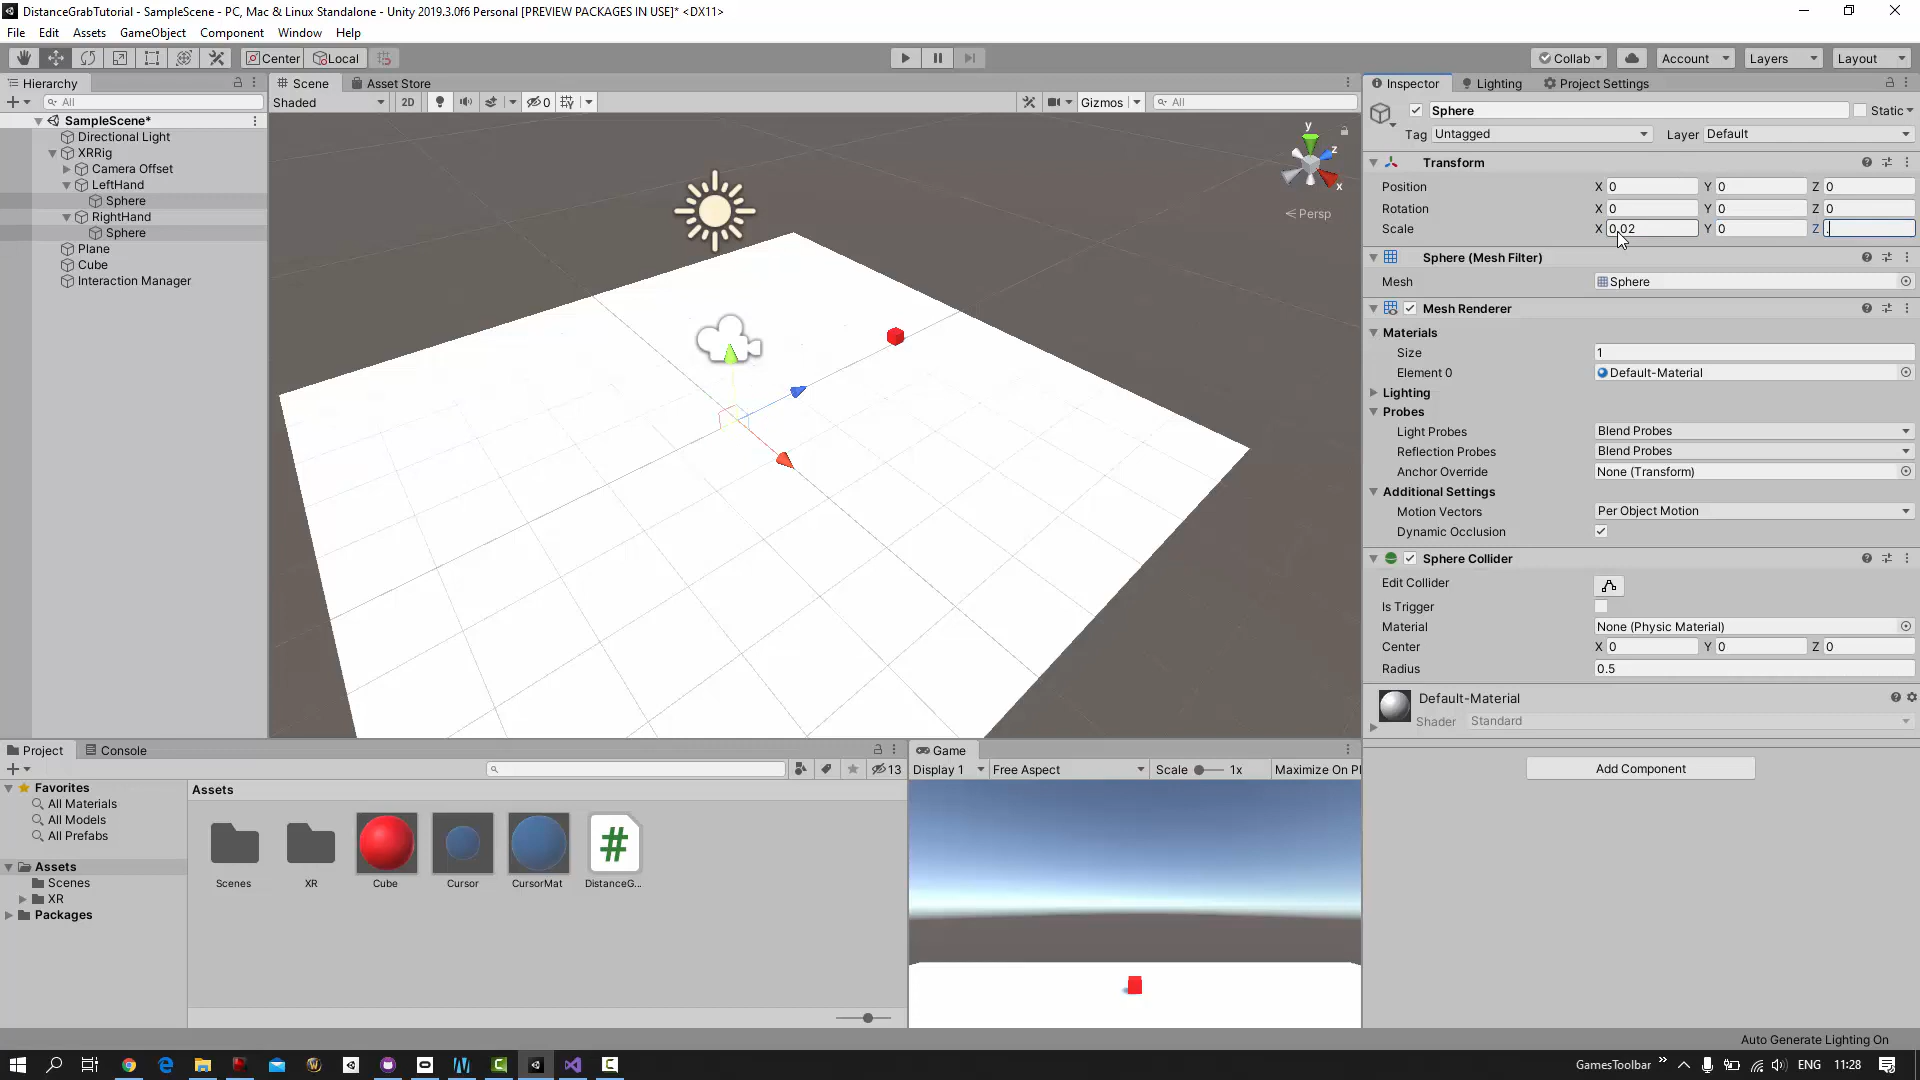 DistanceGrabTutorial - SampleScene - PC, Mac & Linux Standalone - Unity 2019.3.0f6 Personal [PREVIEW PACKAGES IN USE]* <DX11>
File Edit Assets GameObject Component Window Help
Center Local Collab Account Layers Layout
Hierarchy Scene Asset Store Inspector Lighting Project Settings
All Shaded 2D 0 Gizmos All Sphere Static
SampleScene*
Directional Light
XRRig
Camera Offset
LeftHand
Sphere
RightHand
Sphere
Plane
Cube
Interaction Manager
y
z
x
Persp
Tag Untagged Layer Default
Transform
Position X 0 Y 0 Z 0
Rotation X 0 Y 0 Z 0
Scale X 0.02 Y 0 Z .
Sphere (Mesh Filter)
Mesh Sphere
Mesh Renderer
Materials
Size 1
Element 0 Default-Material
Lighting
Probes
Light Probes Blend Probes
Reflection Probes Blend Probes
Anchor Override None (Transform)
Additional Settings
Motion Vectors Per Object Motion
Dynamic Occlusion
Sphere Collider
Edit Collider
Is Trigger
Material None (Physic Material)
Center X 0 Y 0 Z 0
Radius 0.5
Default-Material
Shader Standard
Add Component
Project Console
13
Favorites
All Materials
All Models
All Prefabs
Assets
Scenes
XR
Packages
Assets
Scenes XR Cube Cursor CursorMat DistanceG...
#
Game
Display 1 Free Aspect Scale 1x Maximize On Pl
Auto Generate Lighting On
GamesToolbar ENG 11:28